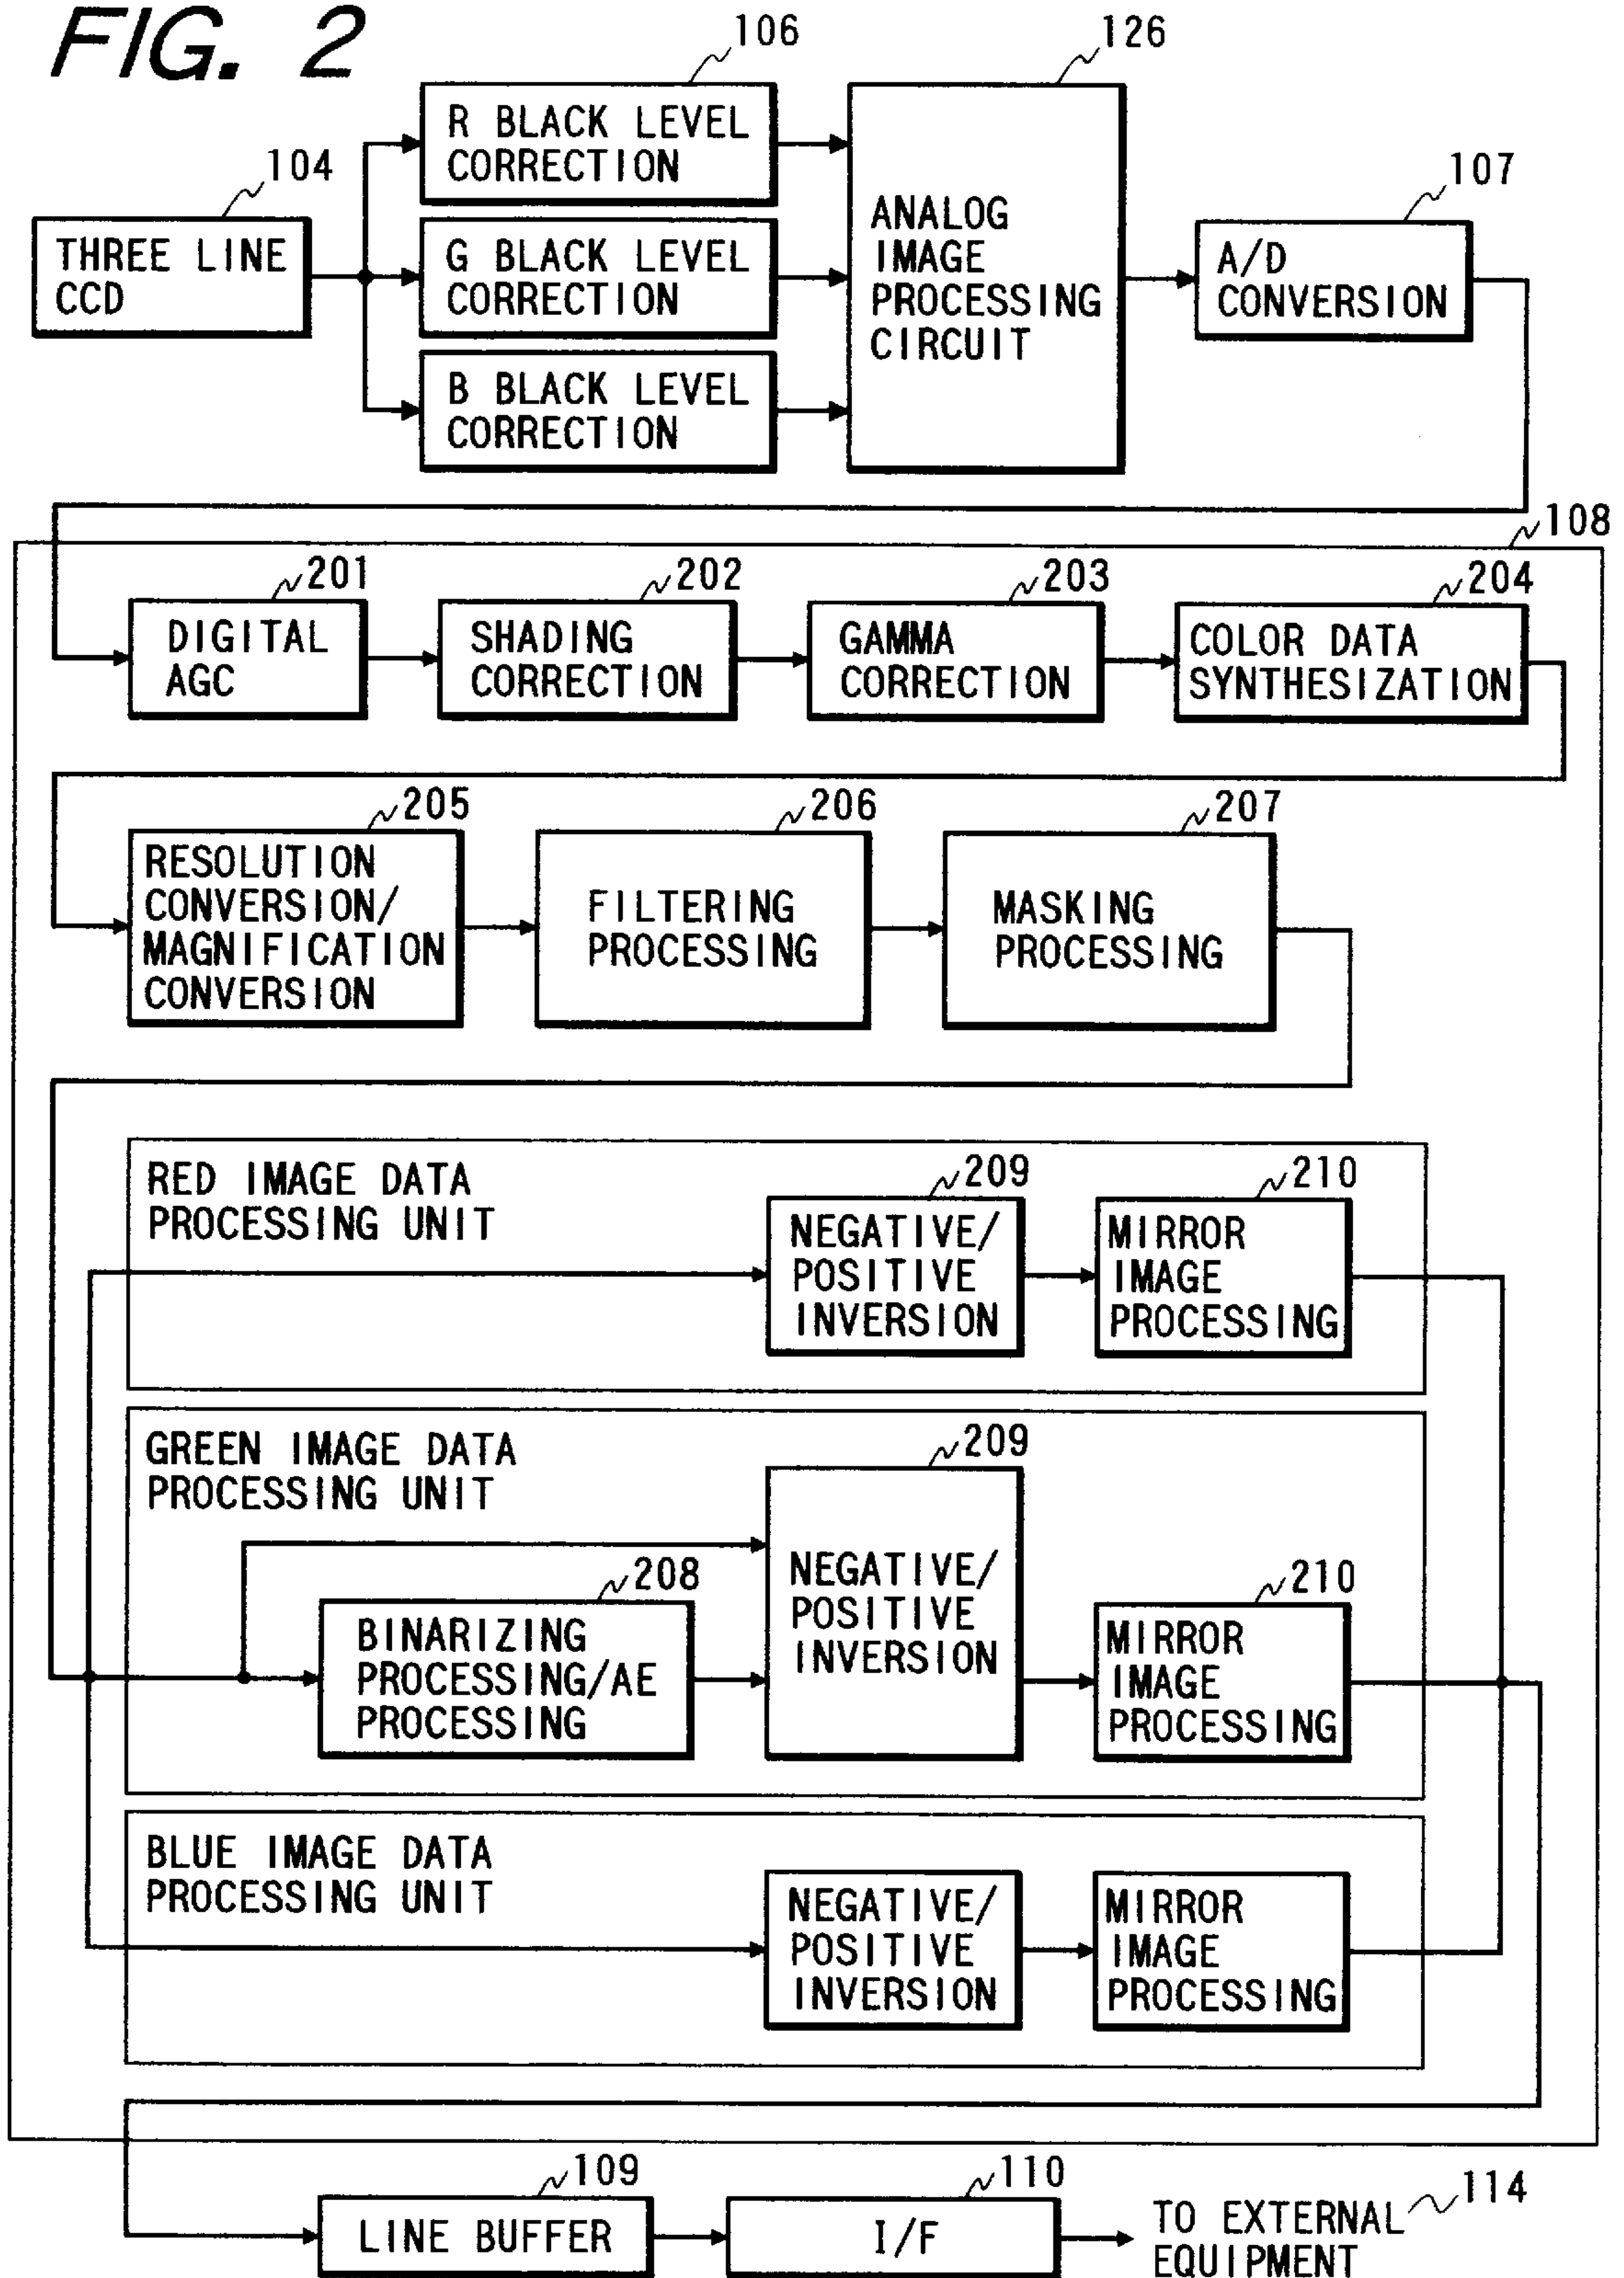 FIG. 2
106
126
R BLACK LEVEL
CORRECTION
104
107
THREE LINE
CCD
G BLACK LEVEL
CORRECTION
ANALOG
IMAGE
PROCESSING
CIRCUIT
A/D
CONVERSION
B BLACK LEVEL
CORRECTION
108
201
202
203
204
DIGITAL
AGC
SHADING
CORRECTION
GAMMA
CORRECTION
COLOR DATA
SYNTHESIZATION
205
206
207
RESOLUTION
CONVERSION/
MAGNIFICATION
CONVERSION
FILTERING
PROCESSING
MASKING
PROCESSING
RED IMAGE DATA
PROCESSING UNIT
209
210
NEGATIVE/
POSITIVE
INVERSION
MIRROR
IMAGE
PROCESSING
GREEN IMAGE DATA
PROCESSING UNIT
209
208
210
BINARIZING
PROCESSING/AE
PROCESSING
NEGATIVE/
POSITIVE
INVERSION
MIRROR
IMAGE
PROCESSING
BLUE IMAGE DATA
PROCESSING UNIT
NEGATIVE/
POSITIVE
INVERSION
MIRROR
IMAGE
PROCESSING
109
110
114
LINE BUFFER
I/F
TO EXTERNAL
EQUIPMENT